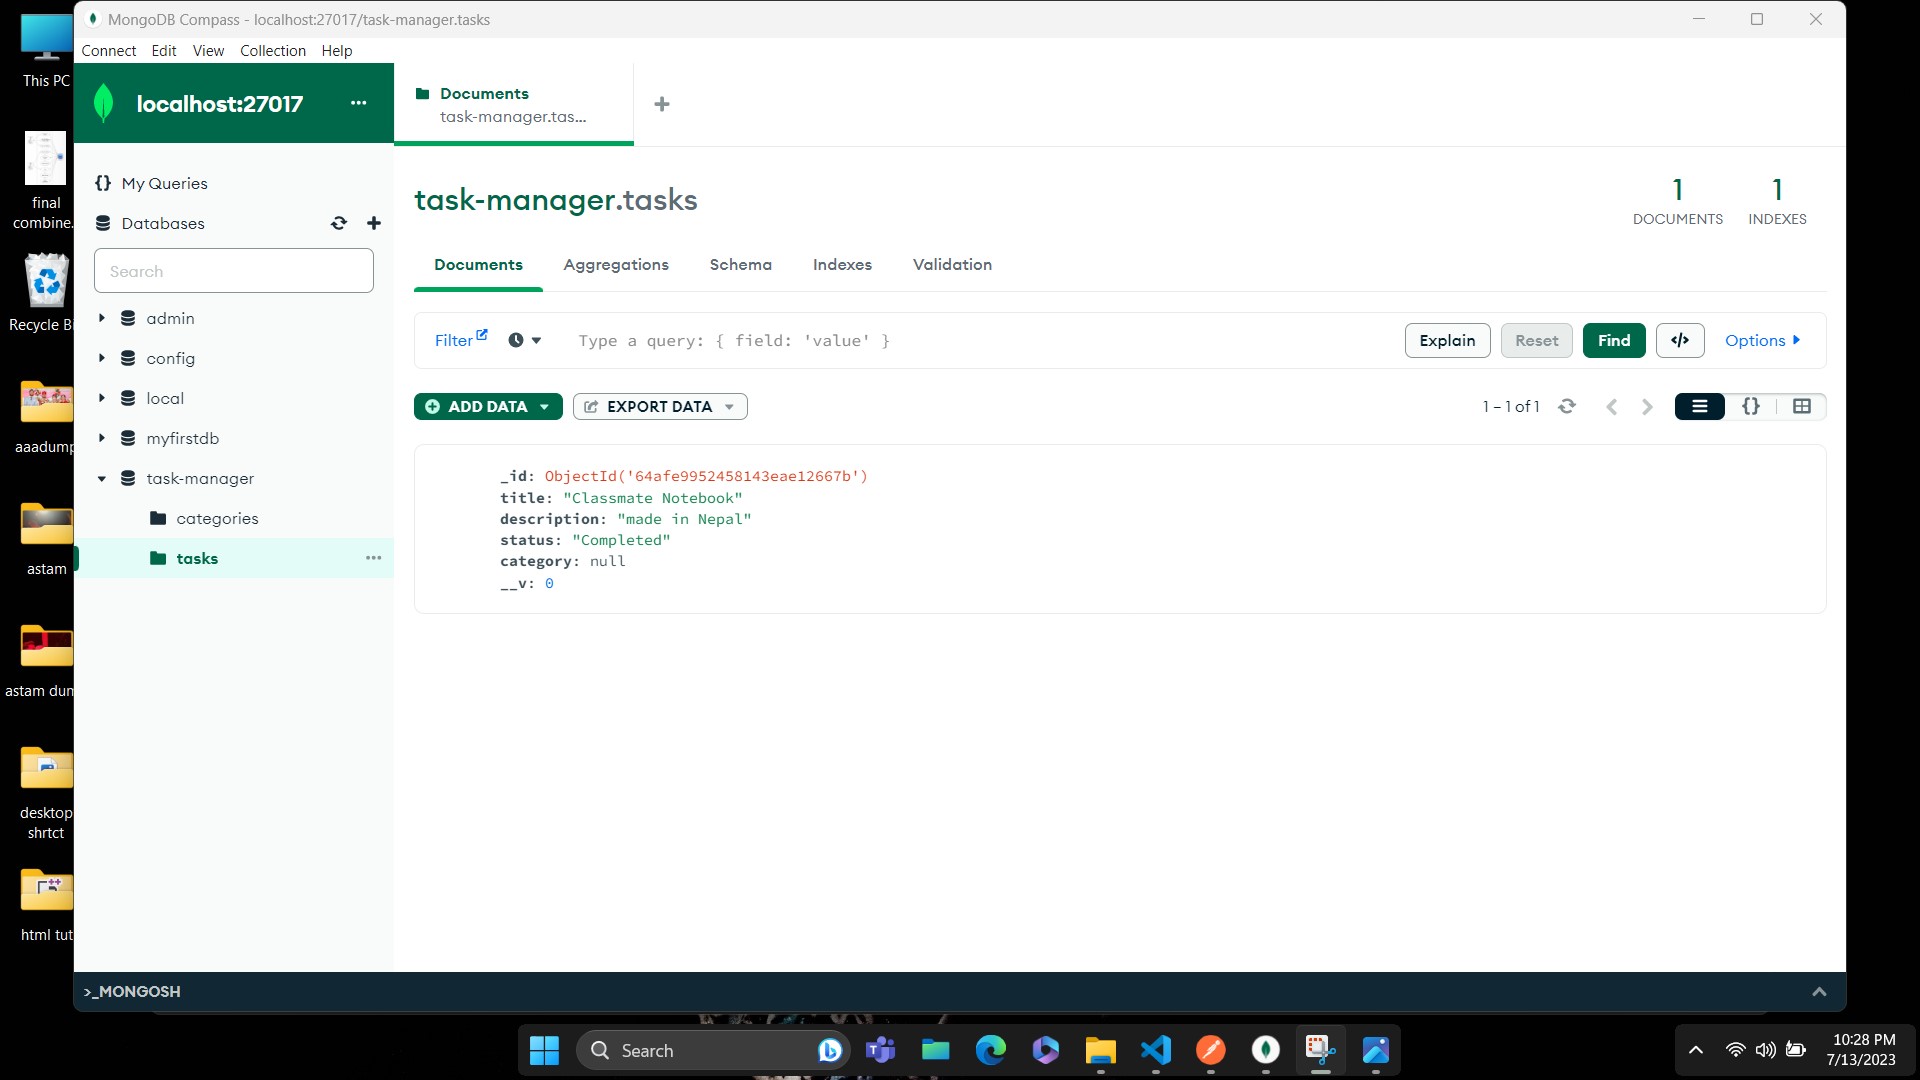 MongoDB Compass - localhost:27017/task-manager.tasks
Connect Edit View Collection Help
localhost:27017 ...
Documents
task-manager.tas...
My Queries
Databases
Search
admin
config
local
myfirstdb
task-manager
categories
tasks
task-manager.tasks
1
DOCUMENTS
1
INDEXES
Documents Aggregations Schema Indexes Validation
Filter
Type a query: { field: 'value' }
Explain Reset Find </> Options
ADD DATA
EXPORT DATA
1 – 1 of 1
{}
_id: ObjectId('64afe9952458143eae12667b')
title: "Classmate Notebook"
description: "made in Nepal"
status: "Completed"
category: null
__v: 0
>_MONGOSH
This PC
final
combine.
Recycle Bi
aaadump
astam
astam dum
desktop
shrtct
html tut
Search
10:28 PM
7/13/2023